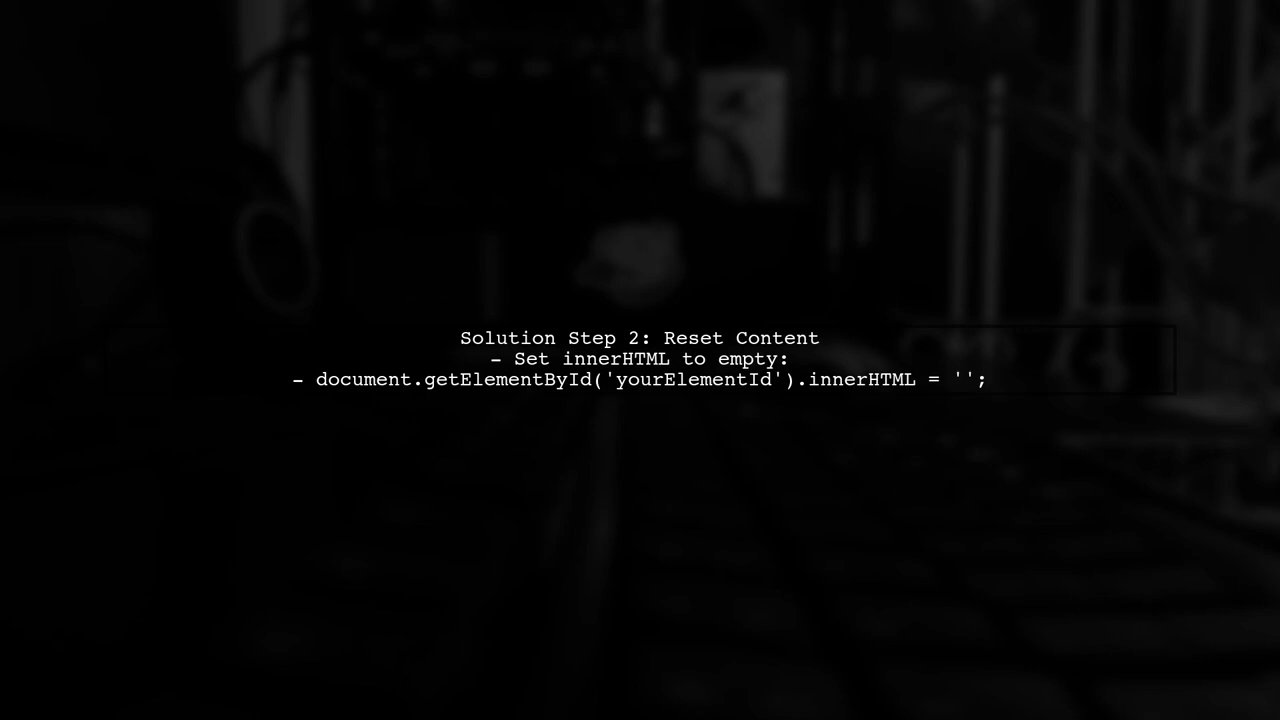 Solution Step 2: Reset Content
- Set innerHTML to empty:
- document.getElementById('yourElementId').innerHTML = '';